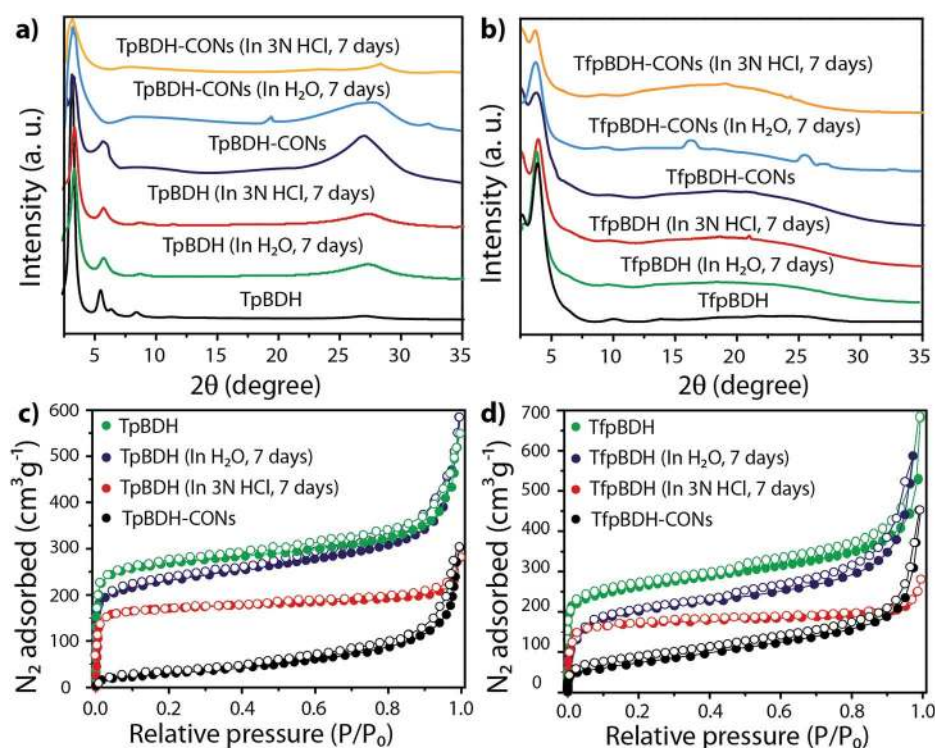 a)
TpBDH-CONs (In 3N HCl, 7 days)
TpBDH-CONs (In H₂O, 7 days)
TpBDH-CONs
TpBDH (In 3N HCl, 7 days)
TpBDH (In H₂O, 7 days)
TpBDH
Intensity (a. u.)
5 10 15 20 25 30 35
2θ (degree)
b)
TfpBDH-CONs (In 3N HCl, 7 days)
TfpBDH-CONs (In H₂O, 7 days)
TfpBDH-CONs
TfpBDH (In 3N HCl, 7 days)
TfpBDH (In H₂O, 7 days)
TfpBDH
Intensity (a. u.)
5 10 15 20 25 30 35
2θ (degree)
c)
600
500
400
300
200
100
0
N₂ adsorbed (cm³g⁻¹)
TpBDH
TpBDH (In H₂O, 7 days)
TpBDH (In 3N HCl, 7 days)
TpBDH-CONs
0.0 0.2 0.4 0.6 0.8 1.0
Relative pressure (P/P₀)
d)
700
600
500
400
300
200
100
0
N₂ adsorbed (cm³g⁻¹)
TfpBDH
TfpBDH (In H₂O, 7 days)
TfpBDH (In 3N HCl, 7 days)
TfpBDH-CONs
0.0 0.2 0.4 0.6 0.8 1.0
Relative pressure (P/P₀)